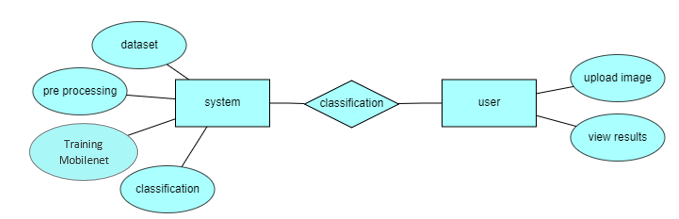 dataset
pre processing
Training
Mobilenet
classification
system
classification
user
upload image
view results